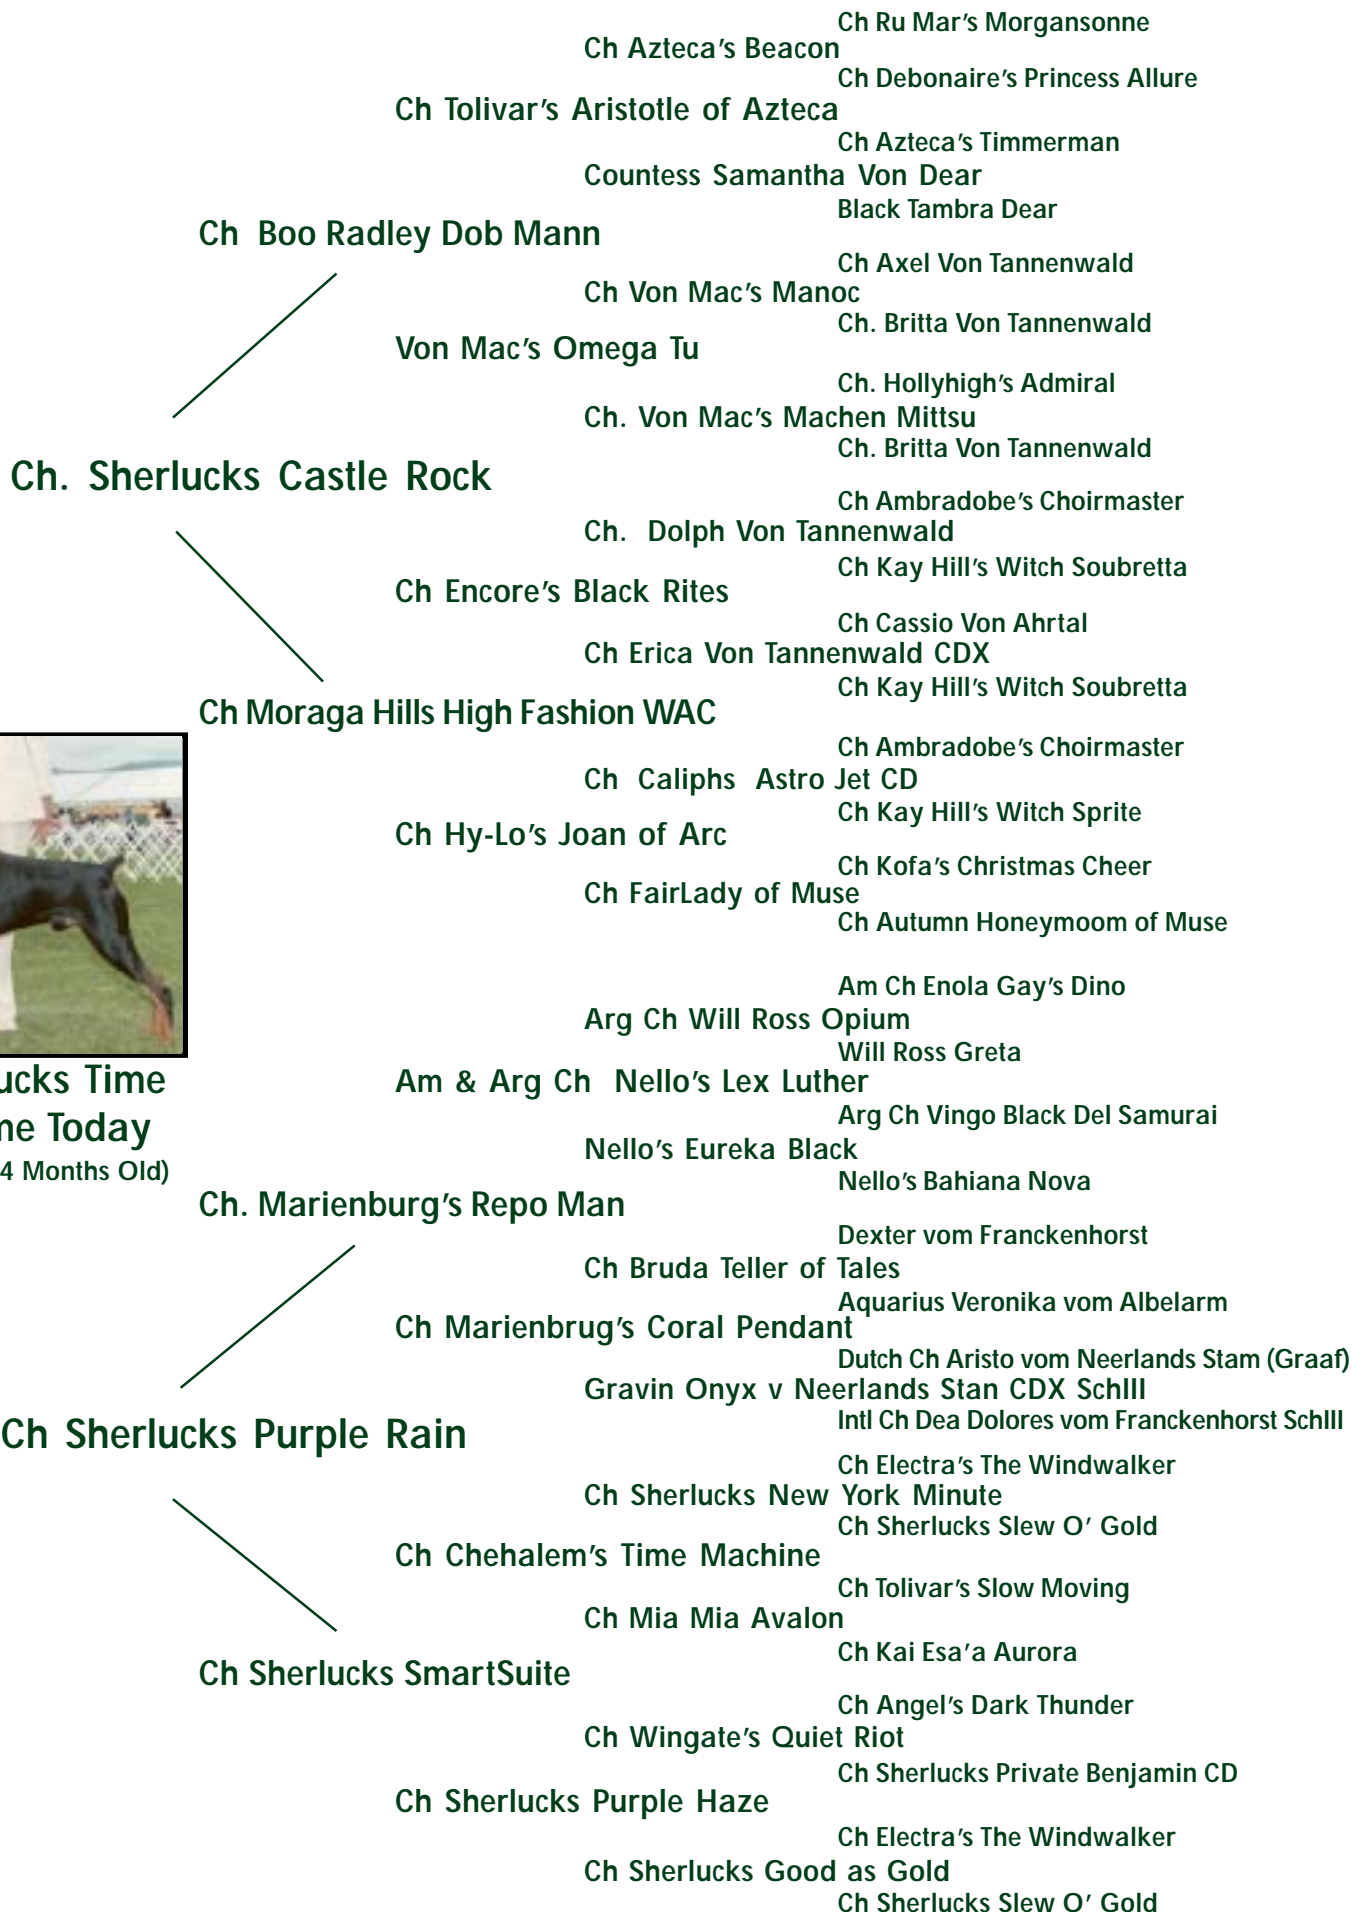 Ch Ru Mar's Morgansonne
Ch Azteca's Beacon
Ch Debonaire's Princess Allure
Ch Tolivar's Aristotle of Azteca
Ch Azteca's Timmerman
Countess Samantha Von Dear
Black Tambra Dear
Ch Boo Radley Dob Mann
Ch Axel Von Tannenwald
Ch Von Mac's Manoc
Ch. Britta Von Tannenwald
Von Mac's Omega Tu
Ch. Hollyhigh's Admiral
Ch. Von Mac's Machen Mittsu
Ch. Britta Von Tannenwald
Ch. Sherlucks Castle Rock
Ch Ambradobe's Choirmaster
Ch. Dolph Von Tannenwald
Ch Kay Hill's Witch Soubretta
Ch Encore's Black Rites
Ch Cassio Von Ahrtal
Ch Erica Von Tannenwald CDX
Ch Kay Hill's Witch Soubretta
Ch Moraga Hills High Fashion WAC
Ch Ambradobe's Choirmaster
Ch Caliphs Astro Jet CD
Ch Kay Hill's Witch Sprite
Ch Hy-Lo's Joan of Arc
Ch Kofa's Christmas Cheer
Ch FairLady of Muse
Ch Autumn Honeymoom of Muse
Am Ch Enola Gay's Dino
Arg Ch Will Ross Opium
Will Ross Greta
Am & Arg Ch Nello's Lex Luther
ucks Time
Arg Ch Vingo Black Del Samurai
me Today
Nello's Eureka Black
4 Months Old)
Nello's Bahiana Nova
Ch. Marienburg's Repo Man
Dexter vom Franckenhorst
Ch Bruda Teller of Tales
Aquarius Veronika vom Albelarm
Ch Marienbrug's Coral Pendant
Dutch Ch Aristo vom Neerlands Stam (Graaf)
Gravin Onyx v Neerlands Stan CDX SchIII
Intl Ch Dea Dolores vom Franckenhorst SchIII
Ch Sherlucks Purple Rain
Ch Electra's The Windwalker
Ch Sherlucks New York Minute
Ch Sherlucks Slew O' Gold
Ch Chehalem's Time Machine
Ch Tolivar's Slow Moving
Ch Mia Mia Avalon
Ch Kai Esa'a Aurora
Ch Sherlucks SmartSuite
Ch Angel's Dark Thunder
Ch Wingate's Quiet Riot
Ch Sherlucks Private Benjamin CD
Ch Sherlucks Purple Haze
Ch Electra's The Windwalker
Ch Sherlucks Good as Gold
Ch Sherlucks Slew O' Gold